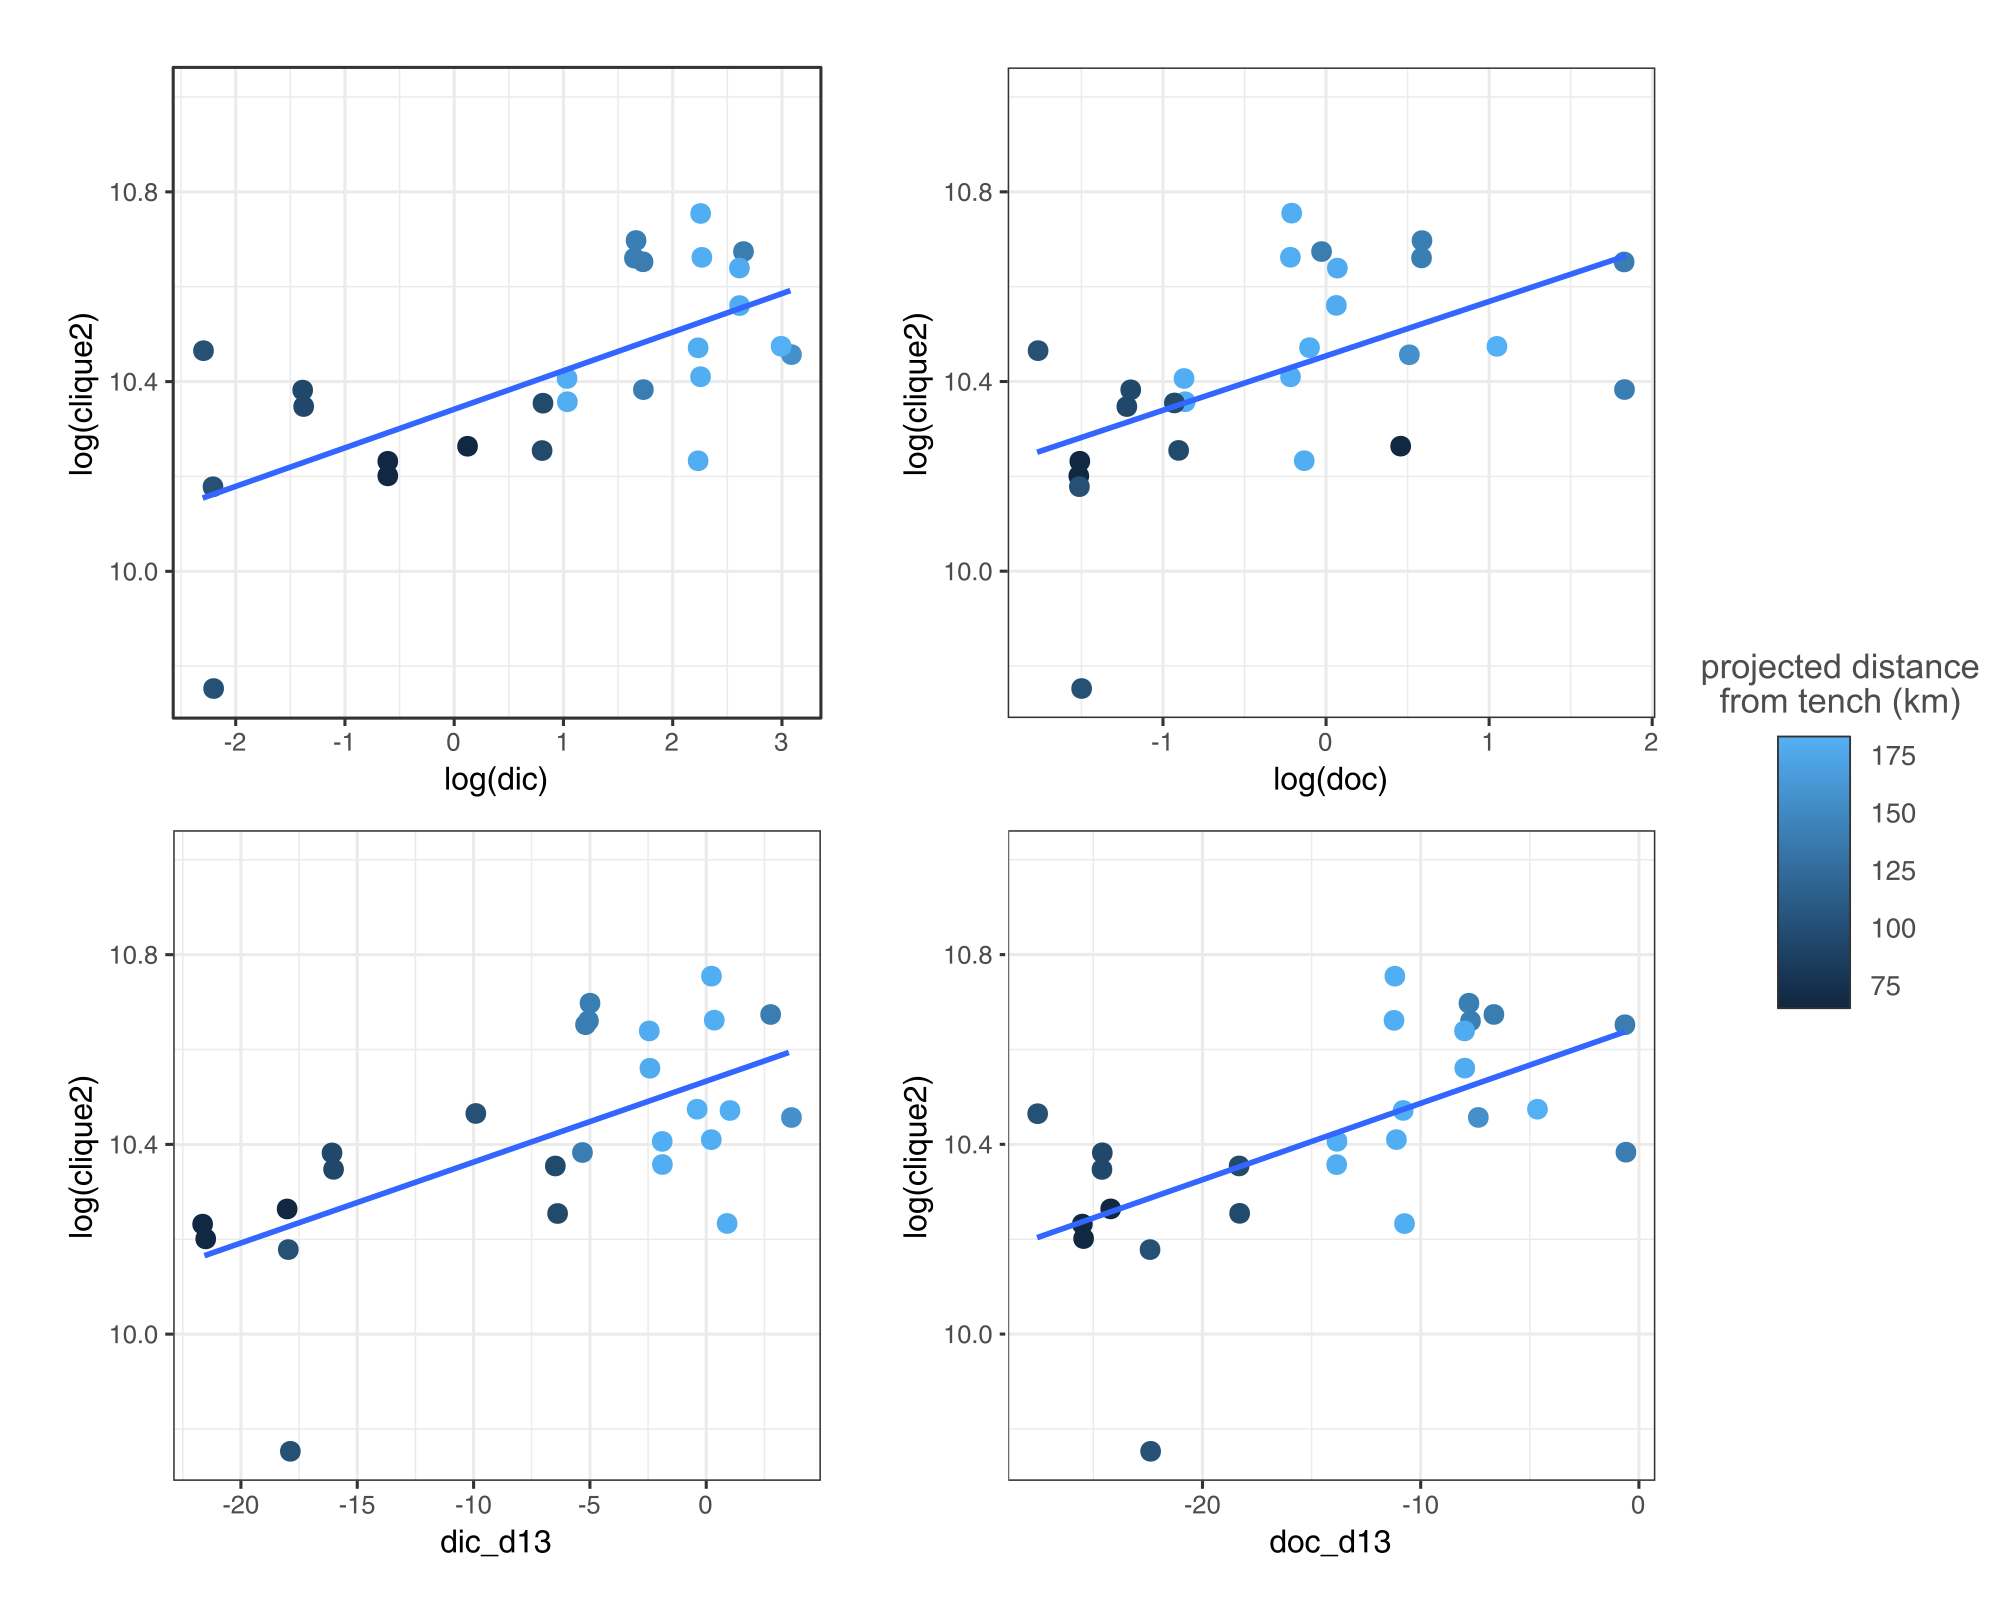 log(clique2)
10.8
10.4
10.0
-2 -1 0 1 2 3
log(dic)
log(clique2)
10.8
10.4
10.0
-1 0 1 2
log(doc)
log(clique2)
10.8
10.4
10.0
-20 -15 -10 -5 0
dic_d13
log(clique2)
10.8
10.4
10.0
-20 -10 0
doc_d13
projected distance
from tench (km)
175
150
125
100
75